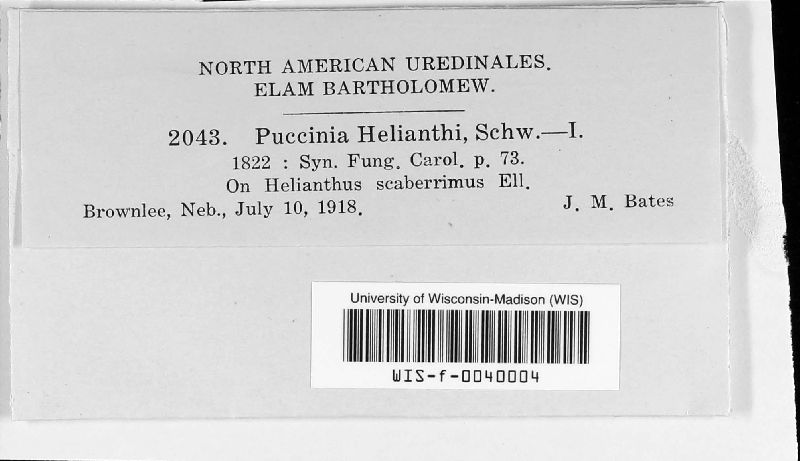 NORTH AMERICAN UREDINALES.
ELAM BARTHOLOMEW.
2043. Puccinia Helianthi, Schw.—I.
1822 : Syn. Fung. Carol. p. 73.
On Helianthus scaberrimus Ell.
Brownlee, Neb., July 10, 1918. J. M. Bates
University of Wisconsin-Madison (WIS)
WIS-f-0040004